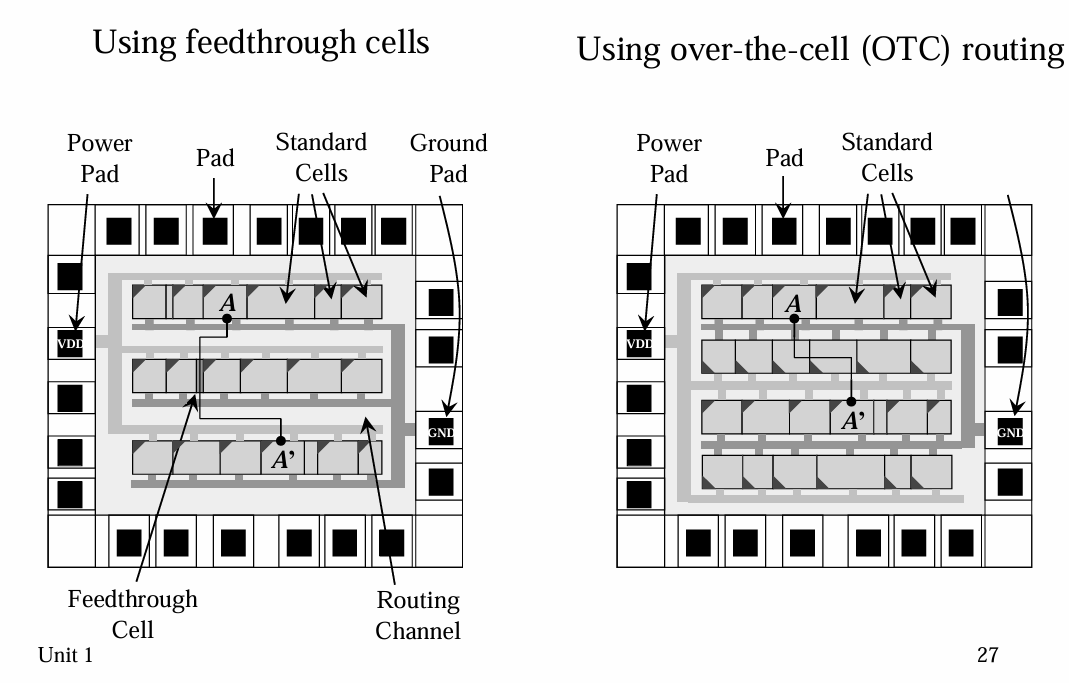 Using feedthrough cells
Using over-the-cell (OTC) routing
Power
Pad
Pad
Standard
Cells
Ground
Pad
Power
Pad
Pad
Standard
Cells
A
VDD
GND
A’
A
VDD
A’
GND
Feedthrough
Cell
Routing
Channel
Unit 1
27